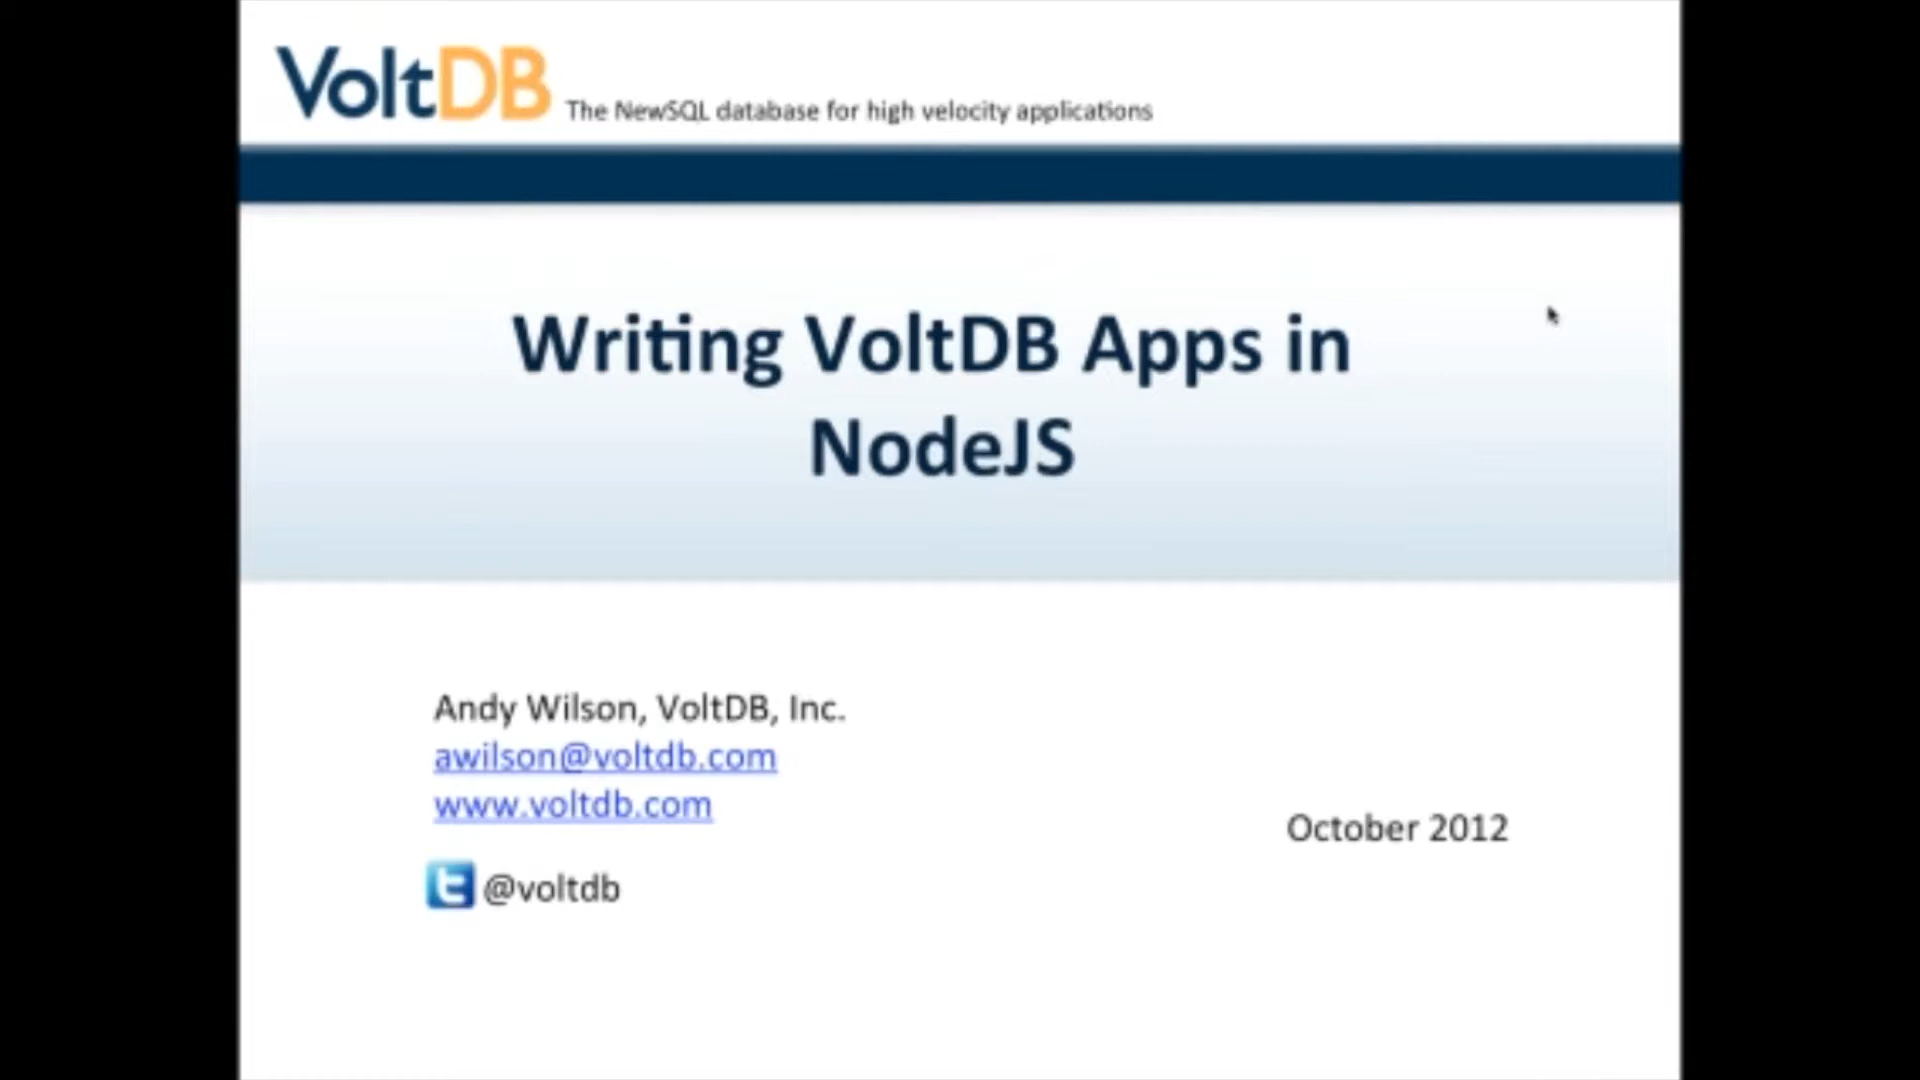 VoltDB The NewSQL database for high velocity applications
Writing VoltDB Apps in
NodeJS
Andy Wilson, VoltDB, Inc.
awilson@voltdb.com
www.voltdb.com
October 2012
@voltdb